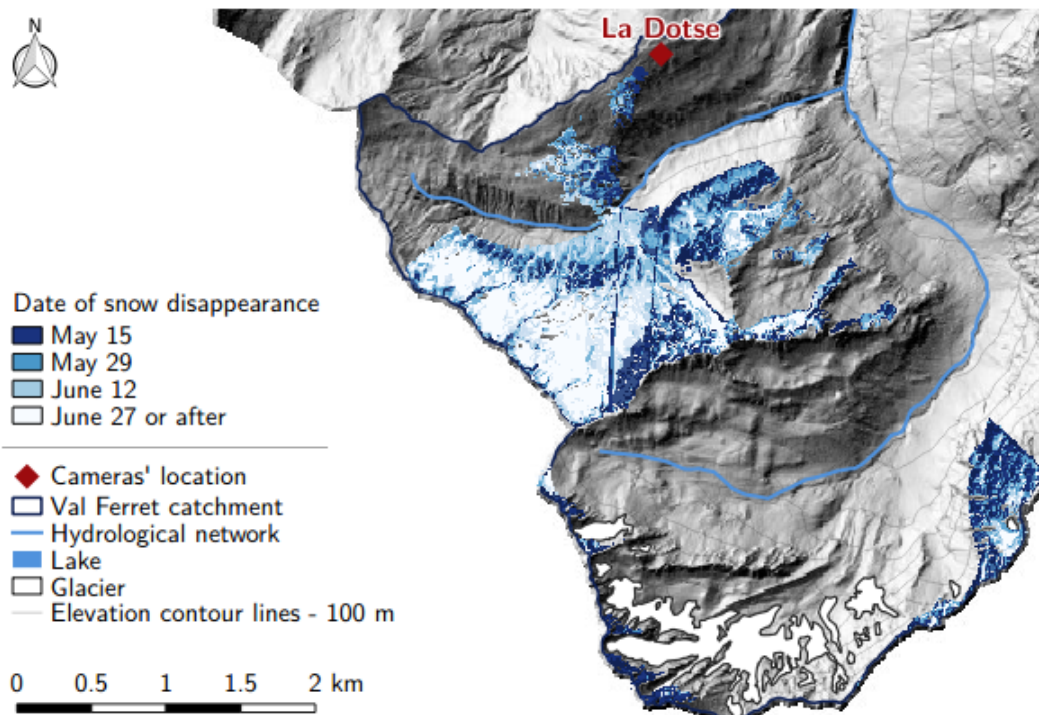 N
La Dotse
Date of snow disappearance
May 15
May 29
June 12
June 27 or after
Cameras' location
Val Ferret catchment
Hydrological network
Lake
Glacier
Elevation contour lines - 100 m
0 0.5 1 1.5 2 km